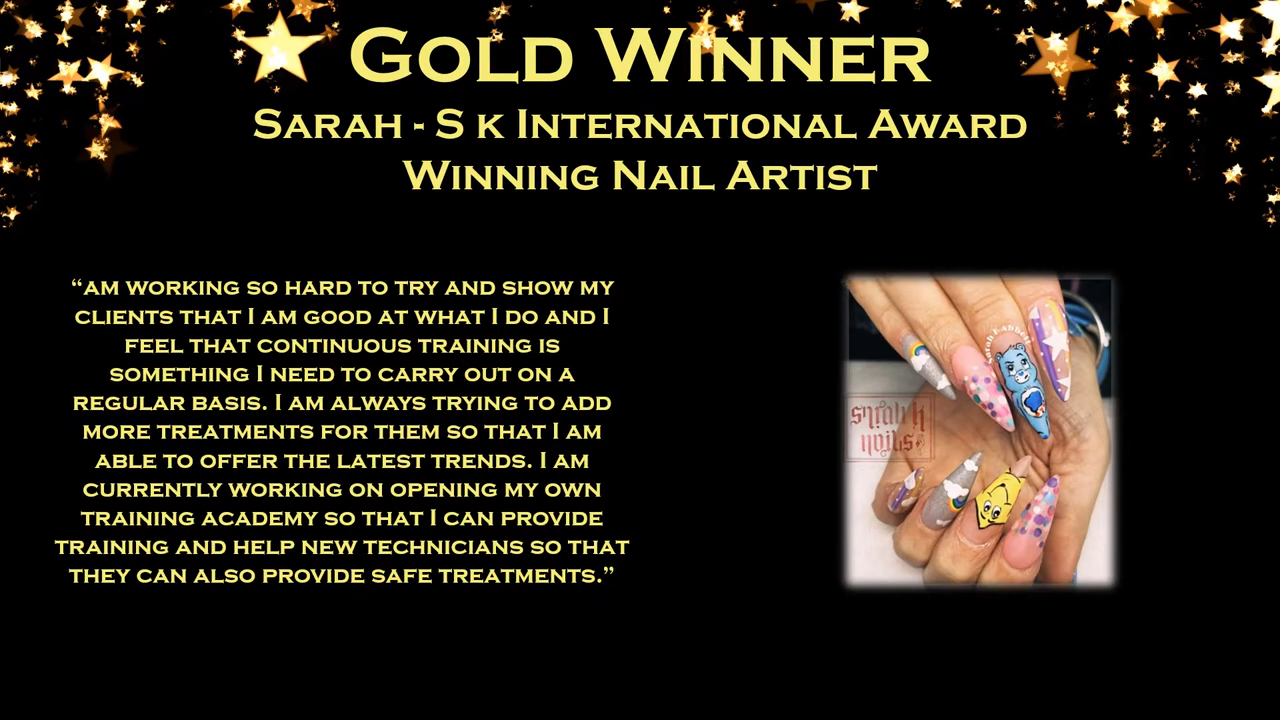 Gold Winner
Sarah - S k International Award
Winning Nail Artist
“am working so hard to try and show my
clients that I am good at what I do and I
feel that continuous training is
something I need to carry out on a
regular basis. I am always trying to add
more treatments for them so that I am
able to offer the latest trends. I am
currently working on opening my own
training academy so that I can provide
training and help new technicians so that
they can also provide safe treatments.”
sarah k
nails